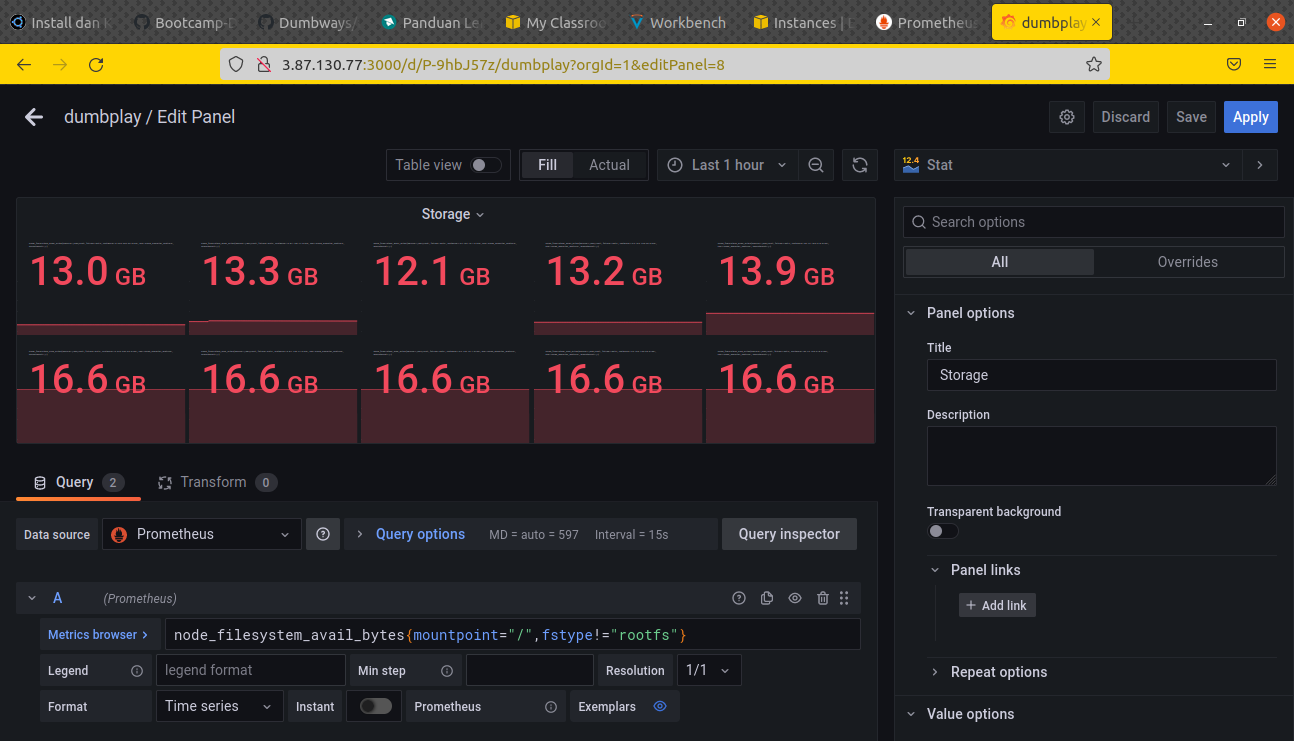 Install dan
Bootcamp-D
Dumbways/
Panduan Le
My Classroo
Workbench
Instances |
Prometheus
dumbplay
3.87.130.77:3000/d/P-9hbJ57z/dumbplay?orgId=1&editPanel=8
dumbplay / Edit Panel
Discard
Save
Apply
Table view
Fill
Actual
Last 1 hour
12.4
Stat
Storage
Search options
All
Overrides
13.0 GB
13.3 GB
12.1 GB
13.2 GB
13.9 GB
16.6 GB
16.6 GB
16.6 GB
16.6 GB
16.6 GB
Panel options
Title
Storage
Description
Transparent background
Panel links
+ Add link
Repeat options
Value options
Query 2
Transform 0
Data source
Prometheus
Query options
MD = auto = 597
Interval = 15s
Query inspector
A
(Prometheus)
Metrics browser
node_filesystem_avail_bytes{mountpoint="/",fstype!="rootfs"}
Legend
legend format
Min step
Resolution
1/1
Format
Time series
Instant
Prometheus
Exemplars